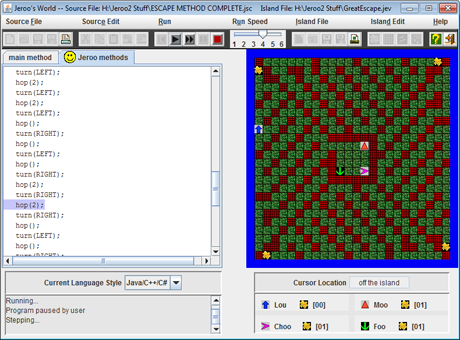 Jeroo's World -- Source File: H:\Jeroo2 Stuff\ESCAPE METHOD COMPLETE.jsc Island File: H:\Jeroo2 Stuff\GreatEscape.jev
Source File Source Edit Run Run Speed Island File Island Edit Help
1 2 3 4 5 6
main method Jeroo methods
turn(LEFT);
hop(2);
turn(LEFT);
hop(2);
turn(LEFT);
hop();
turn(RIGHT);
hop();
turn(LEFT);
hop();
turn(RIGHT);
hop(2);
turn(RIGHT);
hop(2);
turn(RIGHT);
hop();
turn(LEFT);
hop();
turn(RIGHT);
Current Language Style Java/C++/C#
Running...
Program paused by user
Stepping...
Cursor Location off the island
Lou [00] Moo [01]
Choo [01] Foo [01]